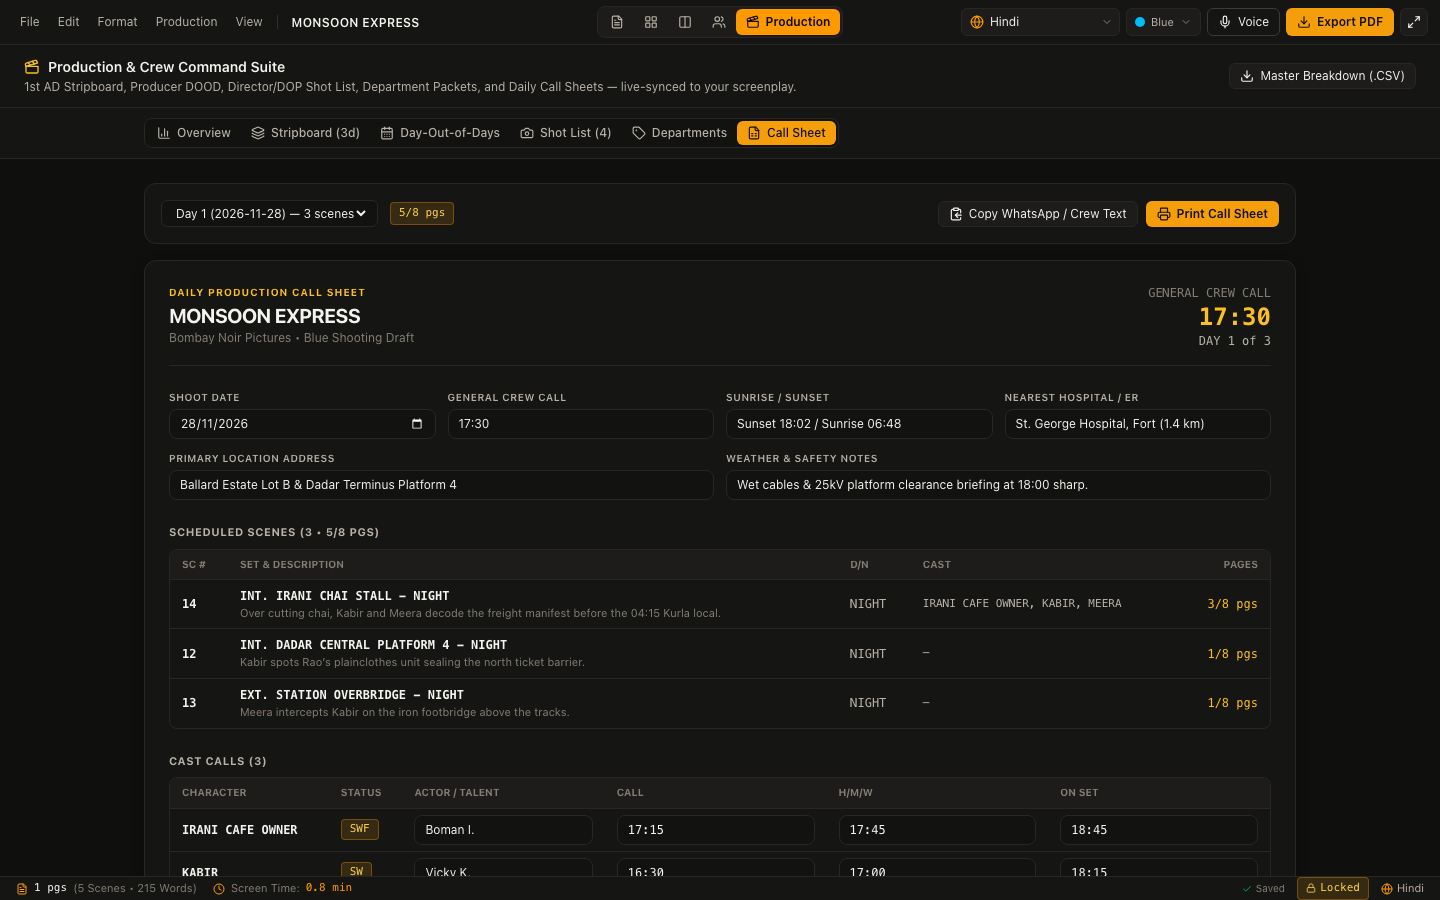 File Edit Format Production View MONSOON EXPRESS Production Hindi Blue Voice Export PDF
Production & Crew Command Suite
1st AD Stripboard, Producer DOOD, Director/DOP Shot List, Department Packets, and Daily Call Sheets — live-synced to your screenplay.
Master Breakdown (.CSV)
Overview Stripboard (3d) Day-Out-of-Days Shot List (4) Departments Call Sheet
Day 1 (2026-11-28) — 3 scenes 5/8 pgs Copy WhatsApp / Crew Text Print Call Sheet
DAILY PRODUCTION CALL SHEET
MONSOON EXPRESS
Bombay Noir Pictures • Blue Shooting Draft
GENERAL CREW CALL
17:30
DAY 1 of 3
SHOOT DATE GENERAL CREW CALL SUNRISE / SUNSET NEAREST HOSPITAL / ER
28/11/2026 17:30 Sunset 18:02 / Sunrise 06:48 St. George Hospital, Fort (1.4 km)
PRIMARY LOCATION ADDRESS WEATHER & SAFETY NOTES
Ballard Estate Lot B & Dadar Terminus Platform 4 Wet cables & 25kV platform clearance briefing at 18:00 sharp.
SCHEDULED SCENES (3 • 5/8 PGS)
SC # SET & DESCRIPTION D/N CAST PAGES
14 INT. IRANI CHAI STALL — NIGHT NIGHT IRANI CAFE OWNER, KABIR, MEERA 3/8 pgs
Over cutting chai, Kabir and Meera decode the freight manifest before the 04:15 Kurla local.
12 INT. DADAR CENTRAL PLATFORM 4 — NIGHT NIGHT — 1/8 pgs
Kabir spots Rao's plainclothes unit sealing the north ticket barrier.
13 EXT. STATION OVERBRIDGE — NIGHT NIGHT — 1/8 pgs
Meera intercepts Kabir on the iron footbridge above the tracks.
CAST CALLS (3)
CHARACTER STATUS ACTOR / TALENT CALL H/M/W ON SET
IRANI CAFE OWNER SWF Boman I. 17:15 17:45 18:45
KABIR SW Vicky K. 16:30 17:00 18:15
1 pgs (5 Scenes • 215 Words) Screen Time: 0.8 min Saved Locked Hindi